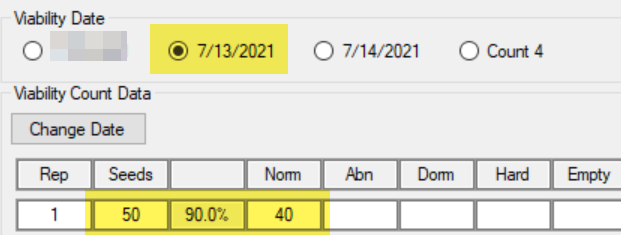 Viability Date
7/13/2021 7/14/2021 Count 4
Viability Count Data
Change Date
Rep Seeds Norm Abn Dorm Hard Empty
1 50 90.0% 40